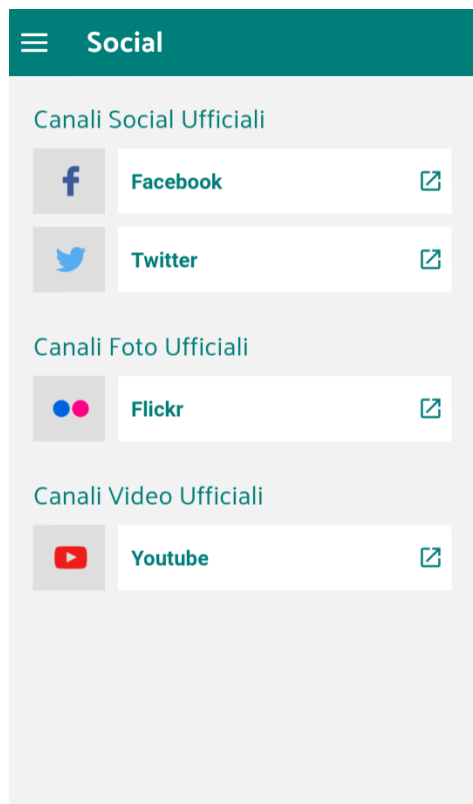 Social
Canali Social Ufficiali
Facebook
Twitter
Canali Foto Ufficiali
Flickr
Canali Video Ufficiali
Youtube